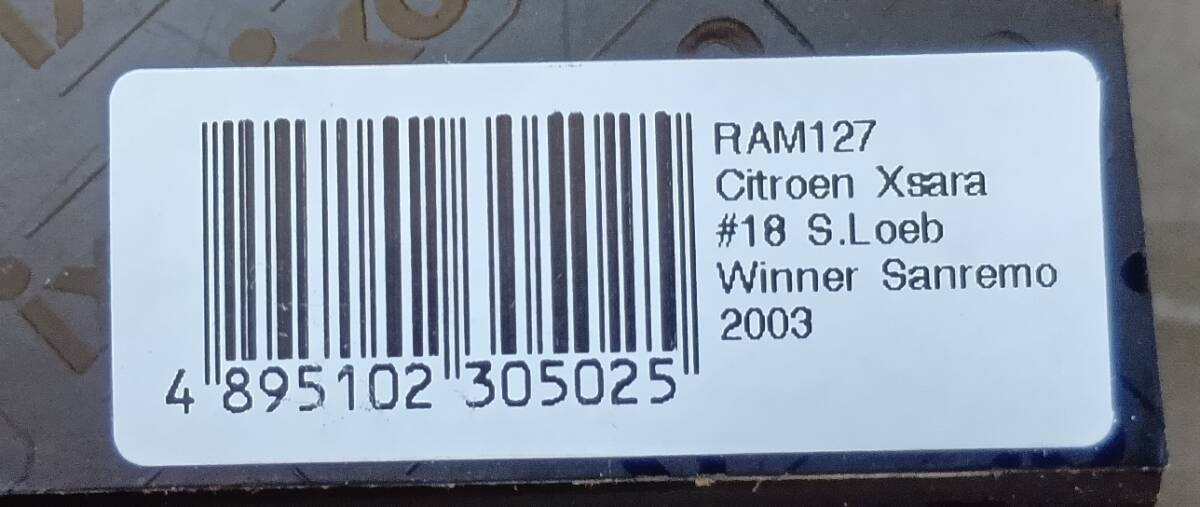 RAM127
Citroen Xsara
#18 S.Loeb
Winner Sanremo
2003
4 895102 305025